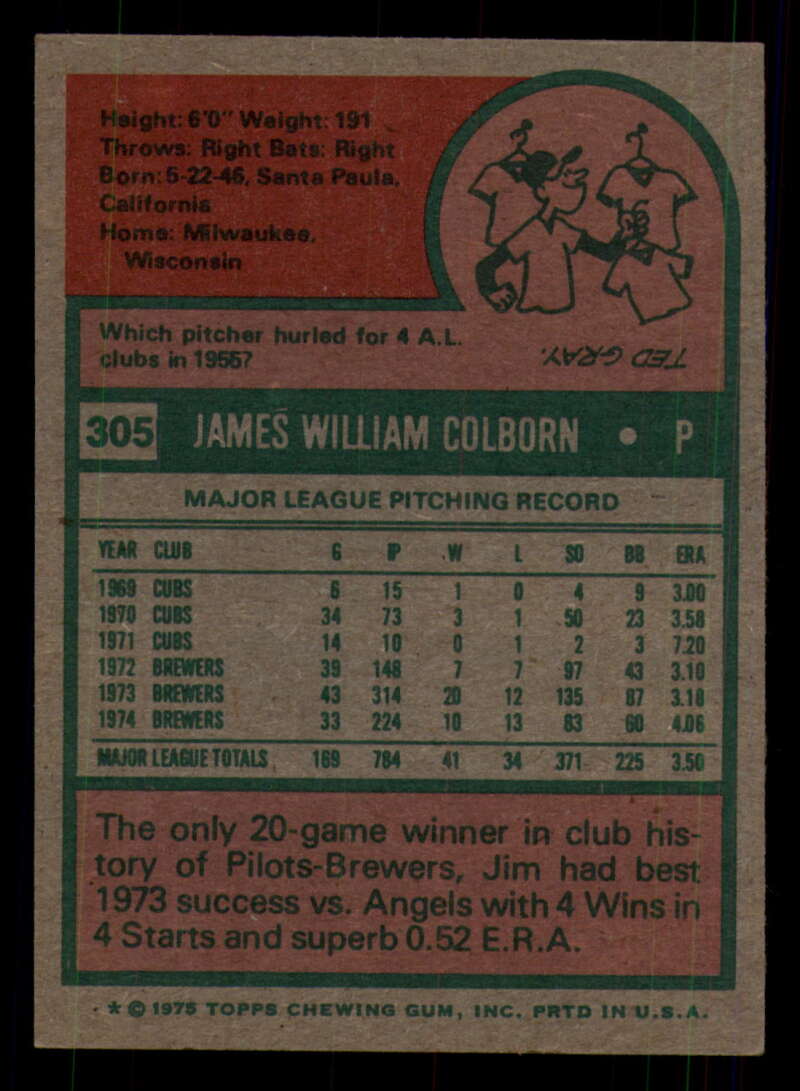 Height: 6'0" Weight: 191
Throws: Right Bats: Right
Born: 5-22-46, Santa Paula,
California
Home: Milwaukee,
Wisconsin
Which pitcher hurled for 4 A.L.
clubs in 1955?
TED GRAY.
305 JAMES WILLIAM COLBORN • P
MAJOR LEAGUE PITCHING RECORD
YEAR CLUB G IP W L SO BB ERA
1969 CUBS 6 15 1 0 4 9 3.00
1970 CUBS 34 73 3 1 50 23 3.58
1971 CUBS 14 10 0 1 2 3 7.20
1972 BREWERS 39 148 7 7 97 43 3.10
1973 BREWERS 43 314 20 12 135 87 3.18
1974 BREWERS 33 224 10 13 83 60 4.06
MAJOR LEAGUE TOTALS 169 784 41 34 371 225 3.50
The only 20-game winner in club his-
tory of Pilots-Brewers, Jim had best
1973 success vs. Angels with 4 Wins in
4 Starts and superb 0.52 E.R.A.
* © 1975 TOPPS CHEWING GUM, INC. PRTD IN U.S.A.